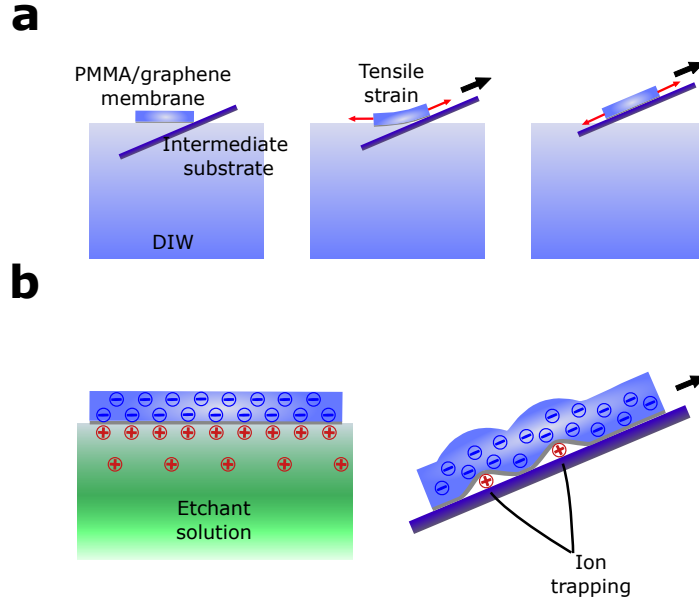 a
PMMA/graphene
membrane
Intermediate
substrate
DIW
Tensile
strain
b
Etchant
solution
Ion
trapping